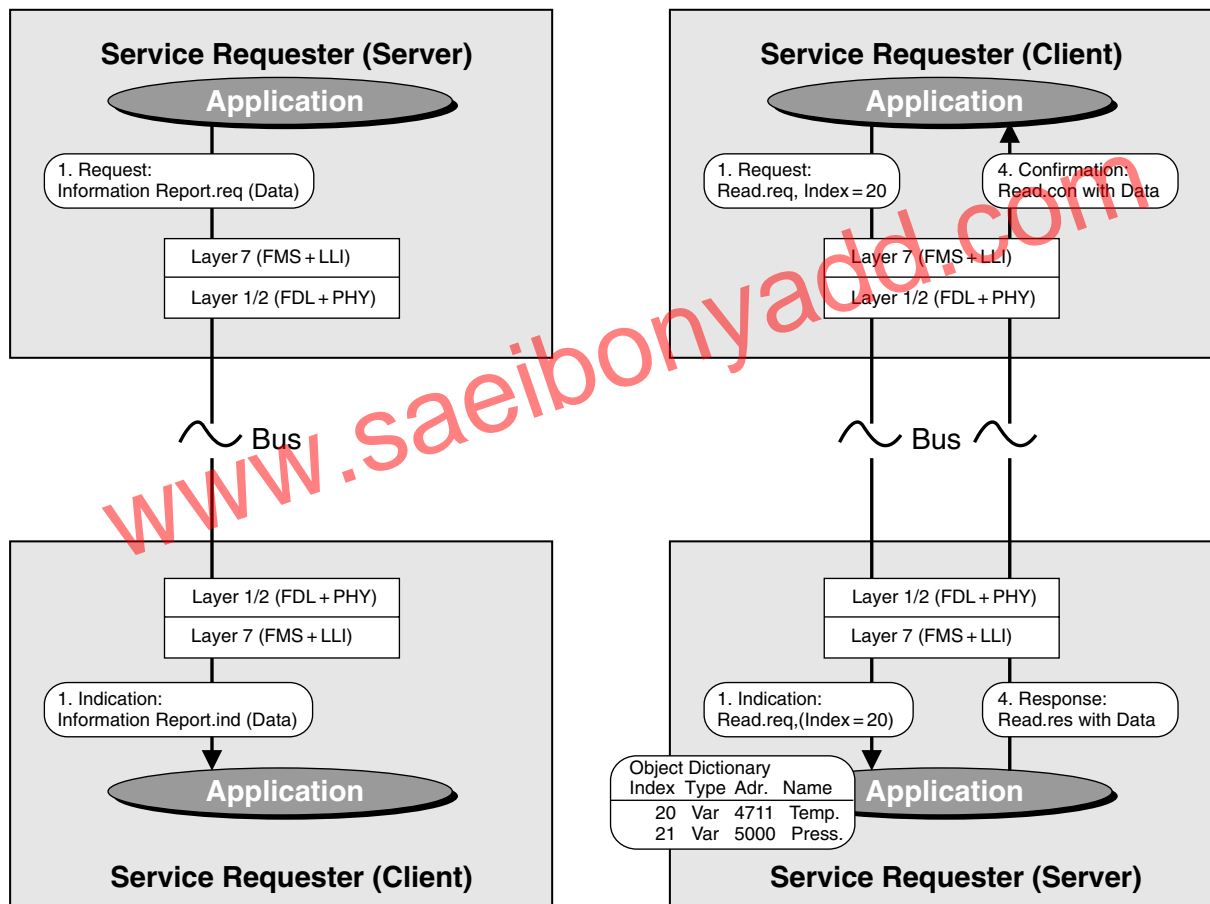 Service Requester (Server)
Application
1. Request:
Information Report.req (Data)
Layer 7 (FMS + LLI)
Layer 1/2 (FDL + PHY)
Bus
Layer 1/2 (FDL + PHY)
Layer 7 (FMS + LLI)
1. Indication:
Information Report.ind (Data)
Application
Service Requester (Client)
Service Requester (Client)
Application
1. Request:
Read.req, Index = 20
4. Confirmation:
Read.con with Data
Layer 7 (FMS + LLI)
Layer 1/2 (FDL + PHY)
Bus
Layer 1/2 (FDL + PHY)
Layer 7 (FMS + LLI)
1. Indication:
Read.req,(Index = 20)
4. Response:
Read.res with Data
Object Dictionary
Index Type Adr. Name
20 Var 4711 Temp.
21 Var 5000 Press.
Application
Service Requester (Server)
www.saeibonyadd.com